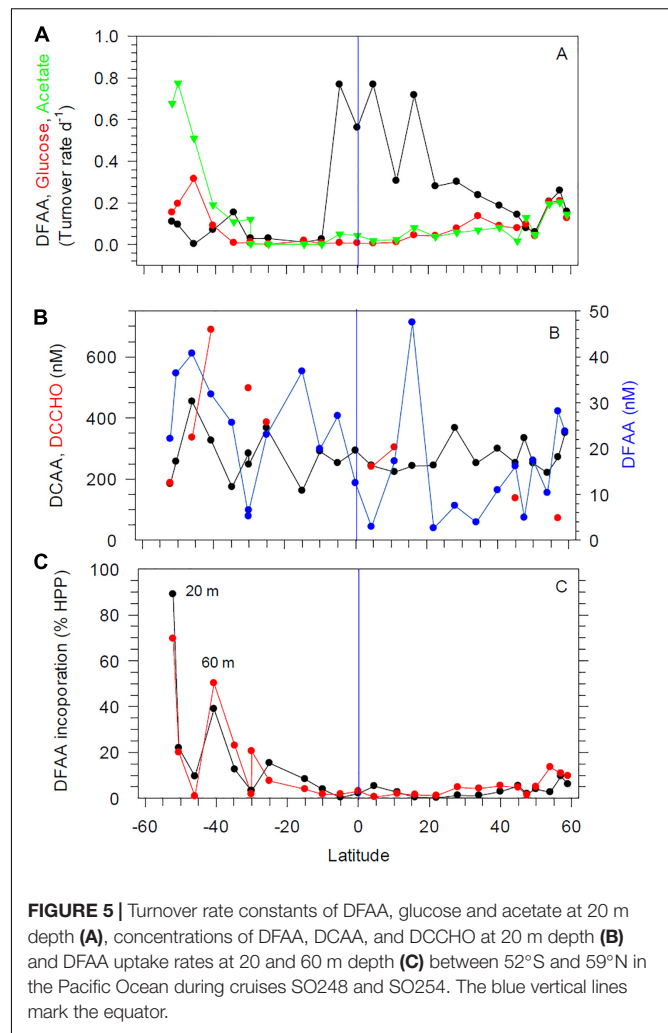 A
A
DFAA, Glucose, Acetate
(Turnover rate d-1)
1.0
0.8
0.6
0.4
0.2
0.0
B
B
DCAA, DCCHO (nM)
600
400
200
0
50
40
30
20
10
0
DFAA (nM)
C
C
DFAA incoporation (% HPP)
100
80
60
40
20
0
20 m
60 m
-60 -40 -20 0 20 40 60
Latitude
FIGURE 5 | Turnover rate constants of DFAA, glucose and acetate at 20 m
depth (A), concentrations of DFAA, DCAA, and DCCHO at 20 m depth (B)
and DFAA uptake rates at 20 and 60 m depth (C) between 52°S and 59°N in
the Pacific Ocean during cruises SO248 and SO254. The blue vertical lines
mark the equator.